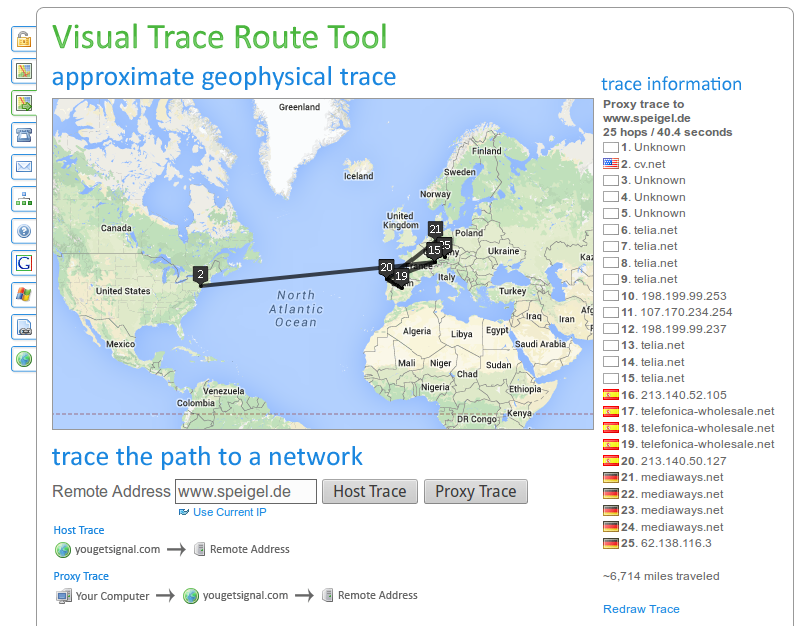 Visual Trace Route Tool
approximate geophysical trace
Greenland
Iceland
Finland
Sweden
Norway
United
Kingdom
Poland
Ukraine
Canada
United States
Mexico
Venezuela
Colombia
North
Atlantic
Ocean
Italy
Turkey
Iraq
Iran
Algeria
Libya
Egypt
Saudi Arabia
Mali
Niger
Chad
Sudan
Nigeria
Ethiopia
Kenya
DR Congo
2
20
19
21
15
trace information
Proxy trace to
www.speigel.de
25 hops / 40.4 seconds
1. Unknown
2. cv.net
3. Unknown
4. Unknown
5. Unknown
6. telia.net
7. telia.net
8. telia.net
9. telia.net
10. 198.199.99.253
11. 107.170.234.254
12. 198.199.99.237
13. telia.net
14. telia.net
15. telia.net
16. 213.140.52.105
17. telefonica-wholesale.net
18. telefonica-wholesale.net
19. telefonica-wholesale.net
20. 213.140.50.127
21. mediaways.net
22. mediaways.net
23. mediaways.net
24. mediaways.net
25. 62.138.116.3
~6,714 miles traveled
Redraw Trace
trace the path to a network
Remote Address www.speigel.de Host Trace Proxy Trace
Use Current IP
Host Trace
yougetsignal.com Remote Address
Proxy Trace
Your Computer yougetsignal.com Remote Address